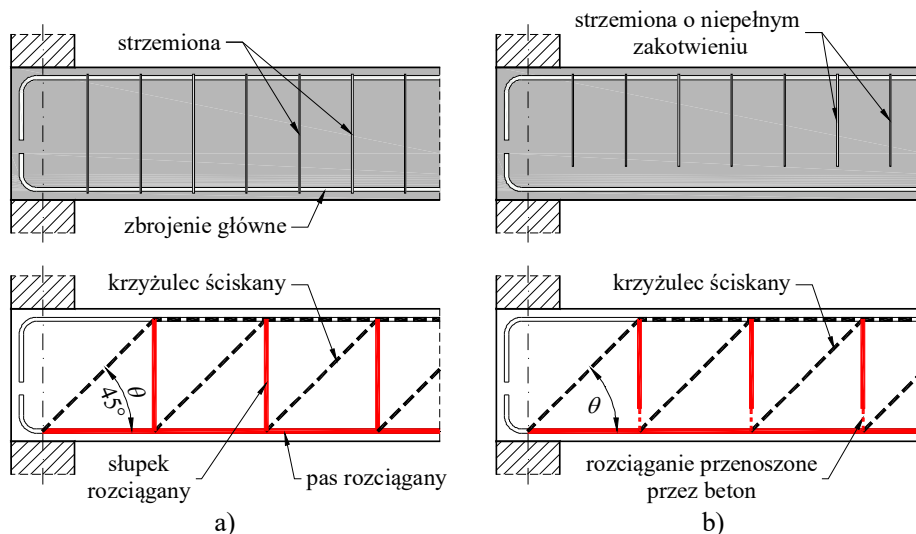 strzemiona
zbrojenie główne
krzyżulec ściskany
θ
45°
słupek
rozciągany
pas rozciągany
a)
strzemiona o niepełnym
zakotwieniu
krzyżulec ściskany
θ
rozciąganie przenoszone
przez beton
b)